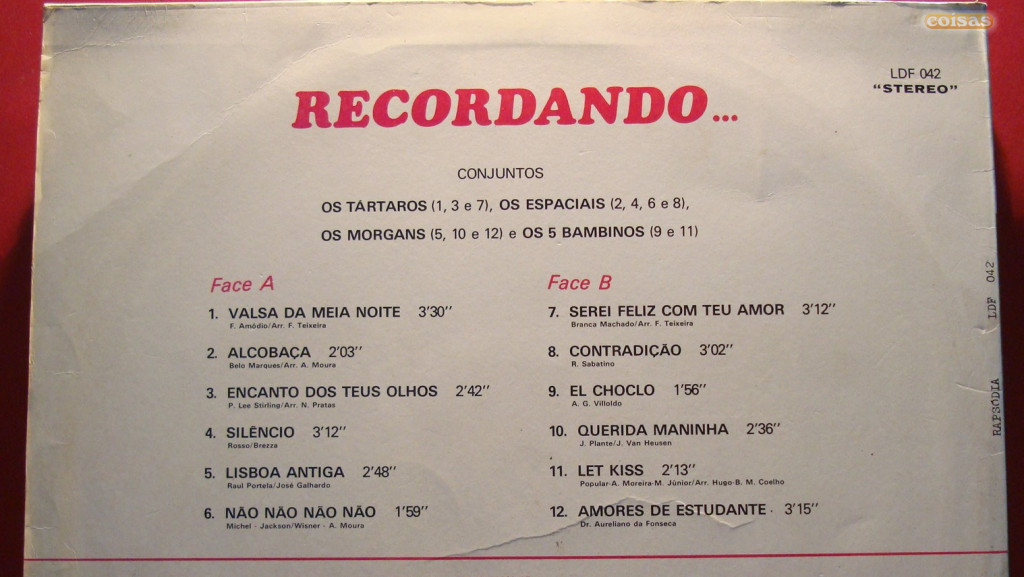 coisas
LDF 042
"STEREO"
RECORDANDO...
CONJUNTOS
OS TÁRTAROS (1, 3 e 7), OS ESPACIAIS (2, 4, 6 e 8),
OS MORGANS (5, 10 e 12) e OS 5 BAMBINOS (9 e 11)
Face A
1. VALSA DA MEIA NOITE 3'30''
F. Amôdio/Arr. F. Teixeira
2. ALCOBAÇA 2'03''
Belo Marques/Arr. A. Moura
3. ENCANTO DOS TEUS OLHOS 2'42''
P. Lee Stirling/Arr. N. Pratas
4. SILÊNCIO 3'12''
Rosso/Brezza
5. LISBOA ANTIGA 2'48''
Raul Portela/José Galhardo
6. NÃO NÃO NÃO NÃO 1'59''
Michel - Jackson/Wisner - A. Moura
Face B
7. SEREI FELIZ COM TEU AMOR 3'12''
Branca Machado/Arr. F. Teixeira
8. CONTRADIÇÃO 3'02''
R. Sabatino
9. EL CHOCLO 1'56''
A. G. Villoldo
10. QUERIDA MANINHA 2'36''
J. Plante/J. Van Heusen
11. LET KISS 2'13''
Popular-A. Moreira-M. Júnior/Arr. Hugo-B. M. Coelho
12. AMORES DE ESTUDANTE 3'15''
Dr. Aureliano da Fonseca
RAPSÓDIA LDF 042